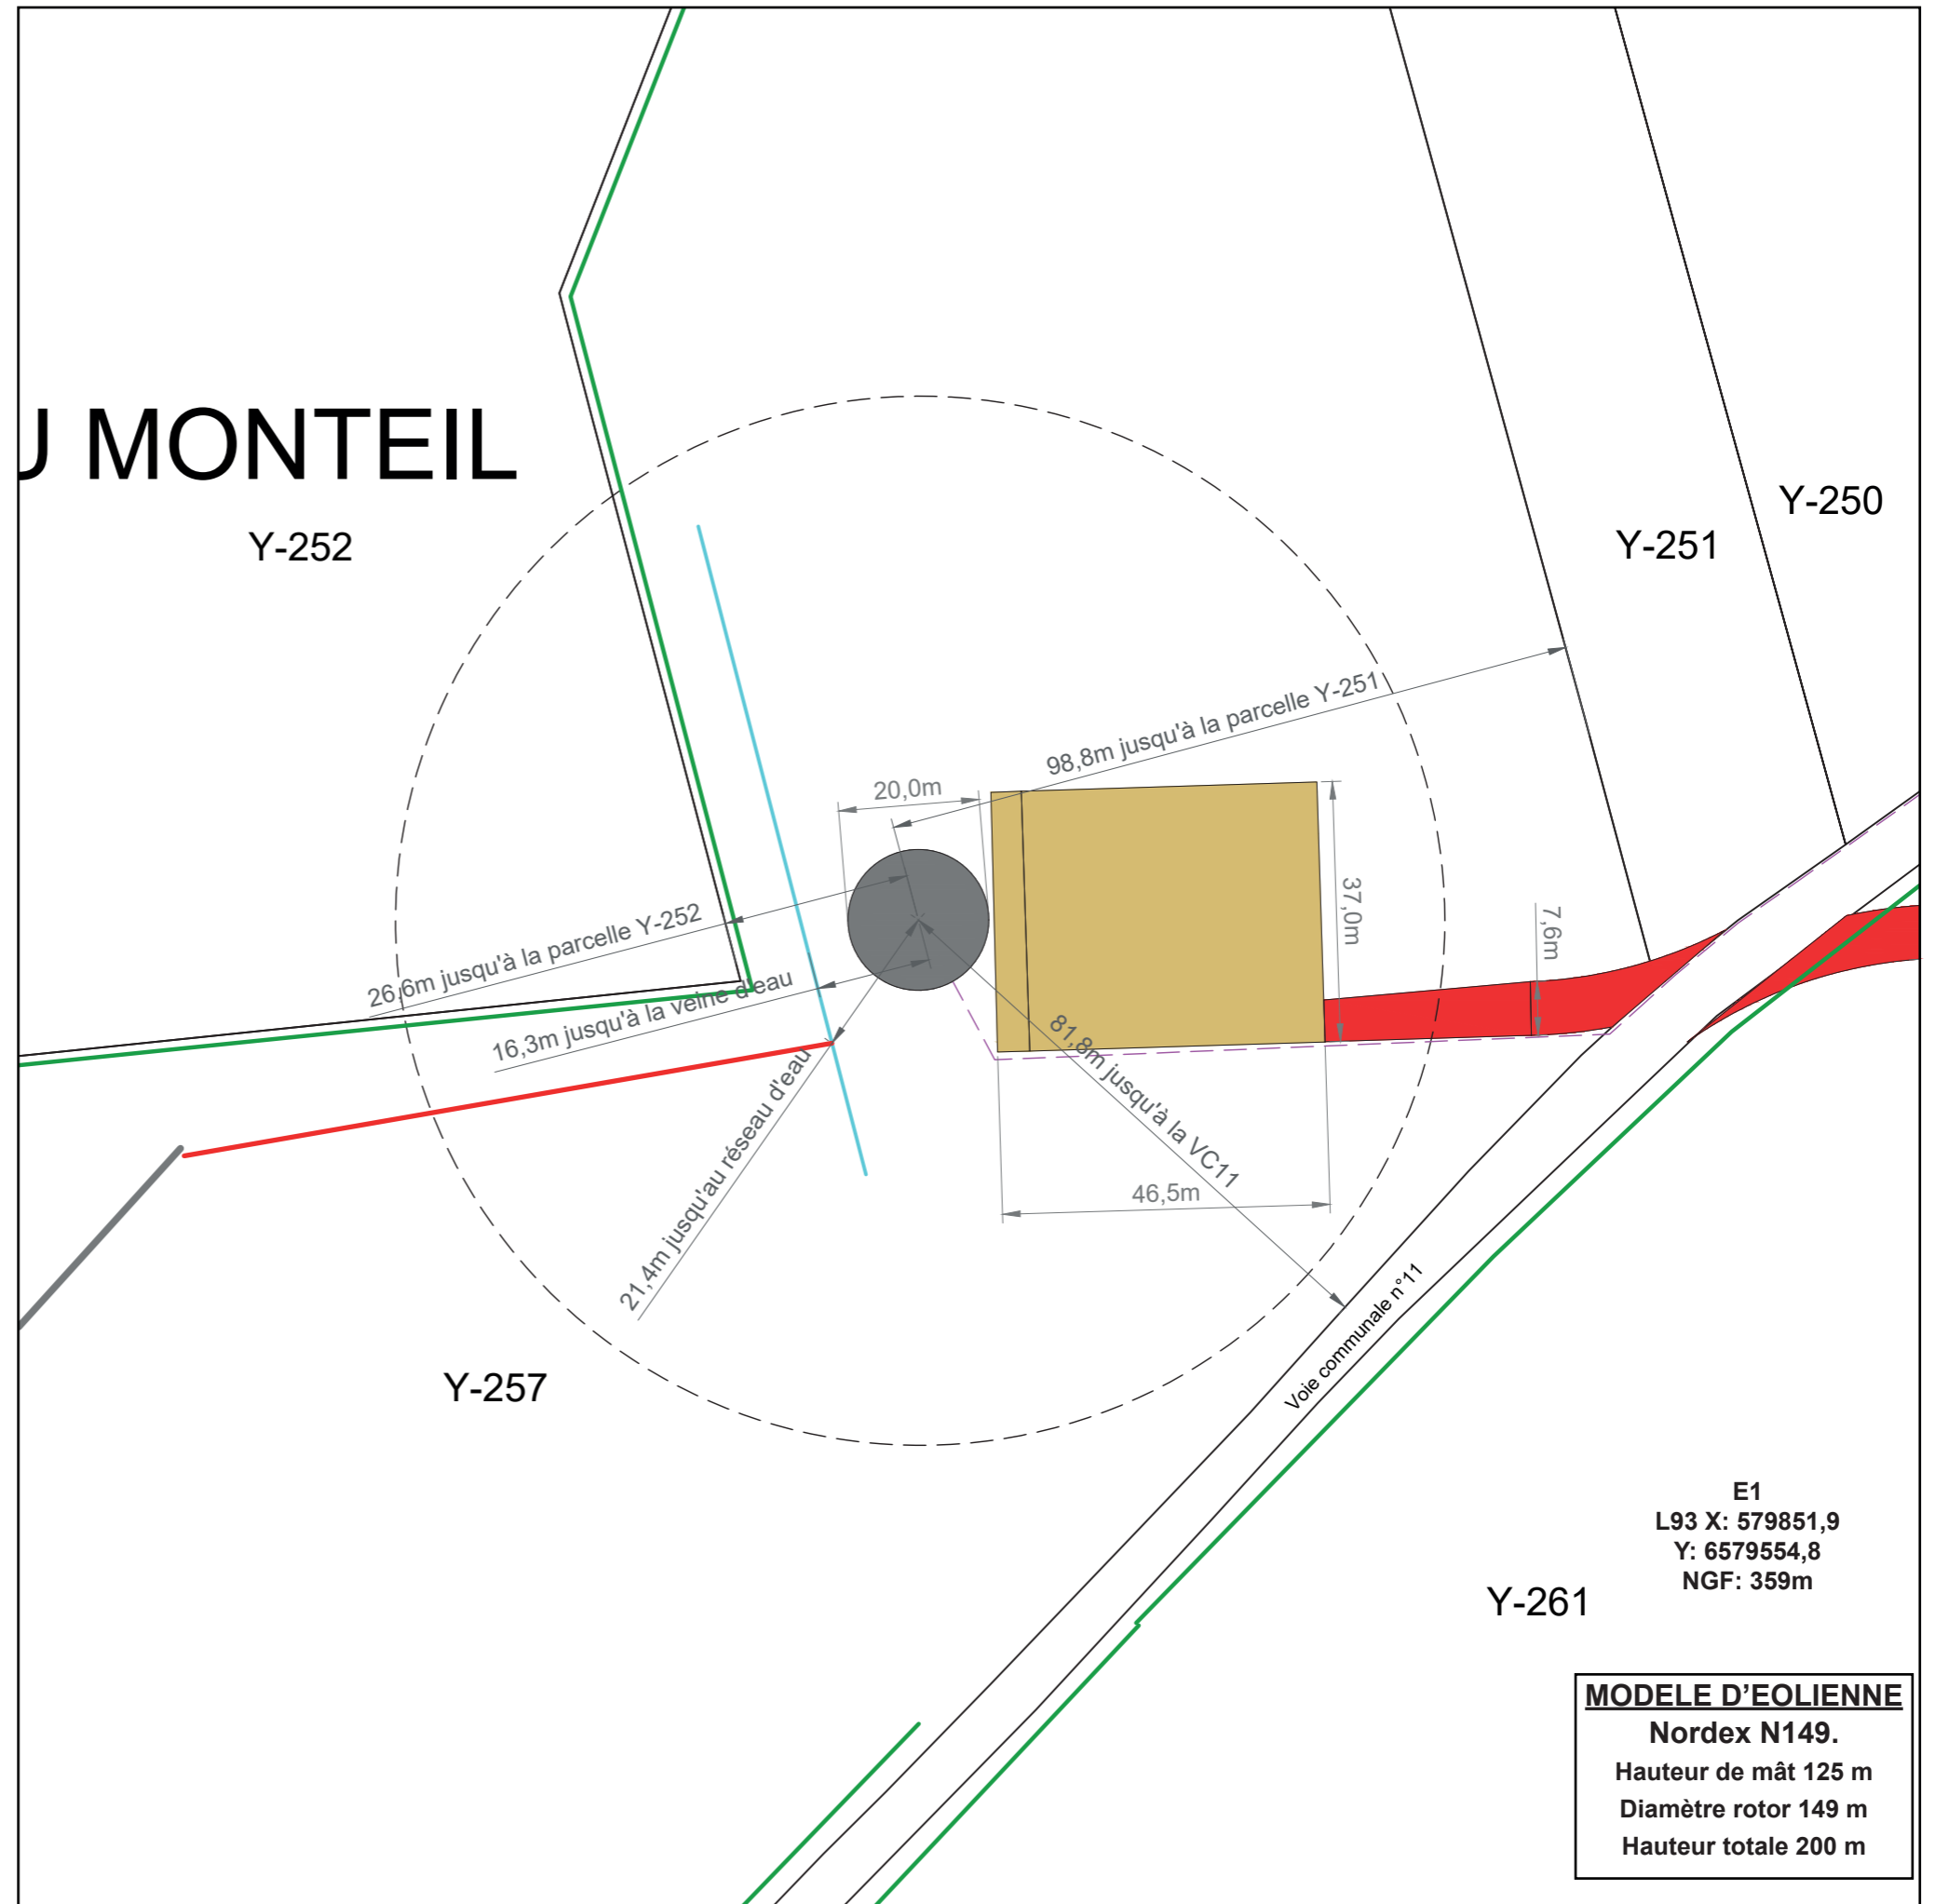 U MONTEIL
Y-252
Y-250
Y-251
98,8m jusqu'à la parcelle Y-251
20,0m
37,0m
7,6m
26,6m jusqu'à la parcelle Y-252
16,3m jusqu'à la veine d'eau
81,8m jusqu'à la VC11
21,4m jusqu'au réseau d'eau
46,5m
Voie communale n°11
Y-257
E1
L93 X: 579851,9
Y: 6579554,8
NGF: 359m
Y-261
MODELE D'EOLIENNE
Nordex N149.
Hauteur de mât 125 m
Diamètre rotor 149 m
Hauteur totale 200 m